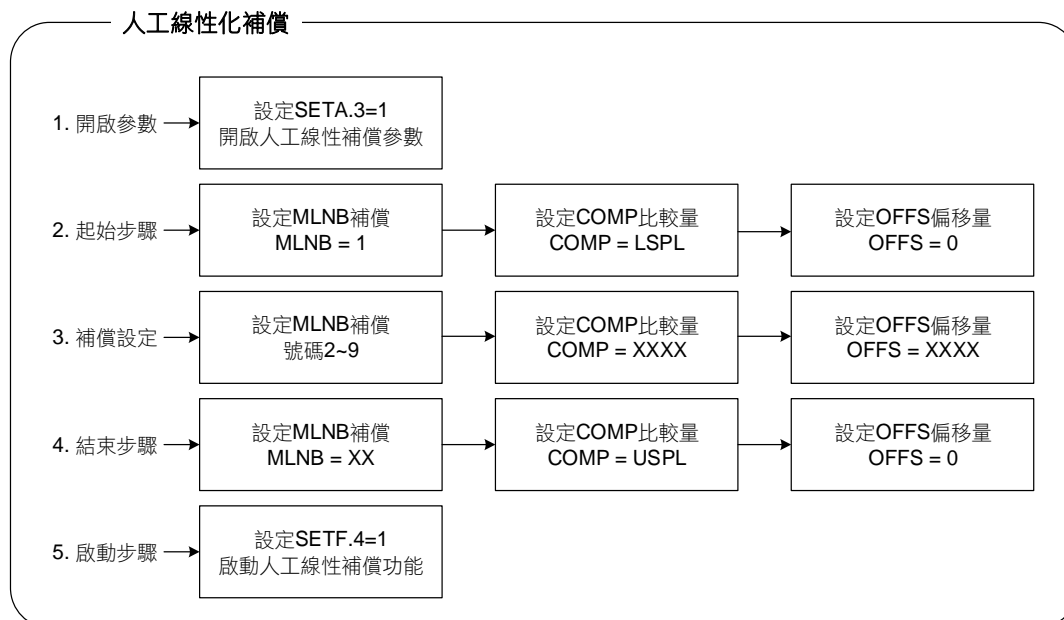 人工線性化補償
1. 開啟參數
設定SETA.3=1
開啟人工線性補償參數
2. 起始步驟
設定MLNB補償
MLNB = 1
設定COMP比較量
COMP = LSPL
設定OFFS偏移量
OFFS = 0
3. 補償設定
設定MLNB補償
號碼2~9
設定COMP比較量
COMP = XXXX
設定OFFS偏移量
OFFS = XXXX
4. 結束步驟
設定MLNB補償
MLNB = XX
設定COMP比較量
COMP = USPL
設定OFFS偏移量
OFFS = 0
5. 啟動步驟
設定SETF.4=1
啟動人工線性補償功能